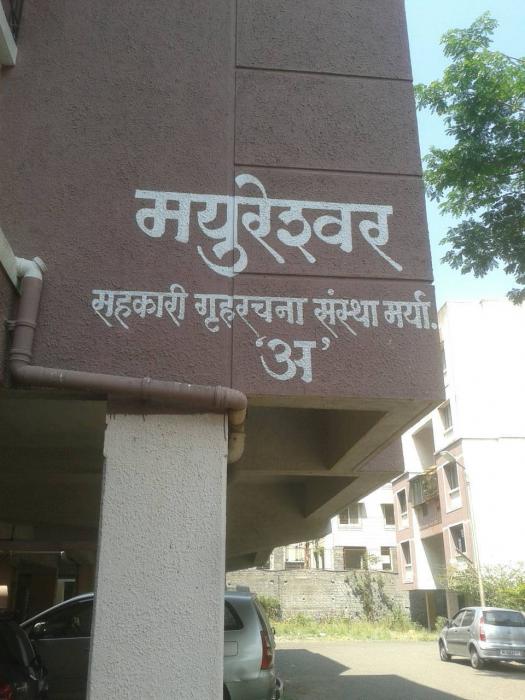 मयुरेश्वर
सहकारी गृहरचना संस्था मर्या.
'अ'